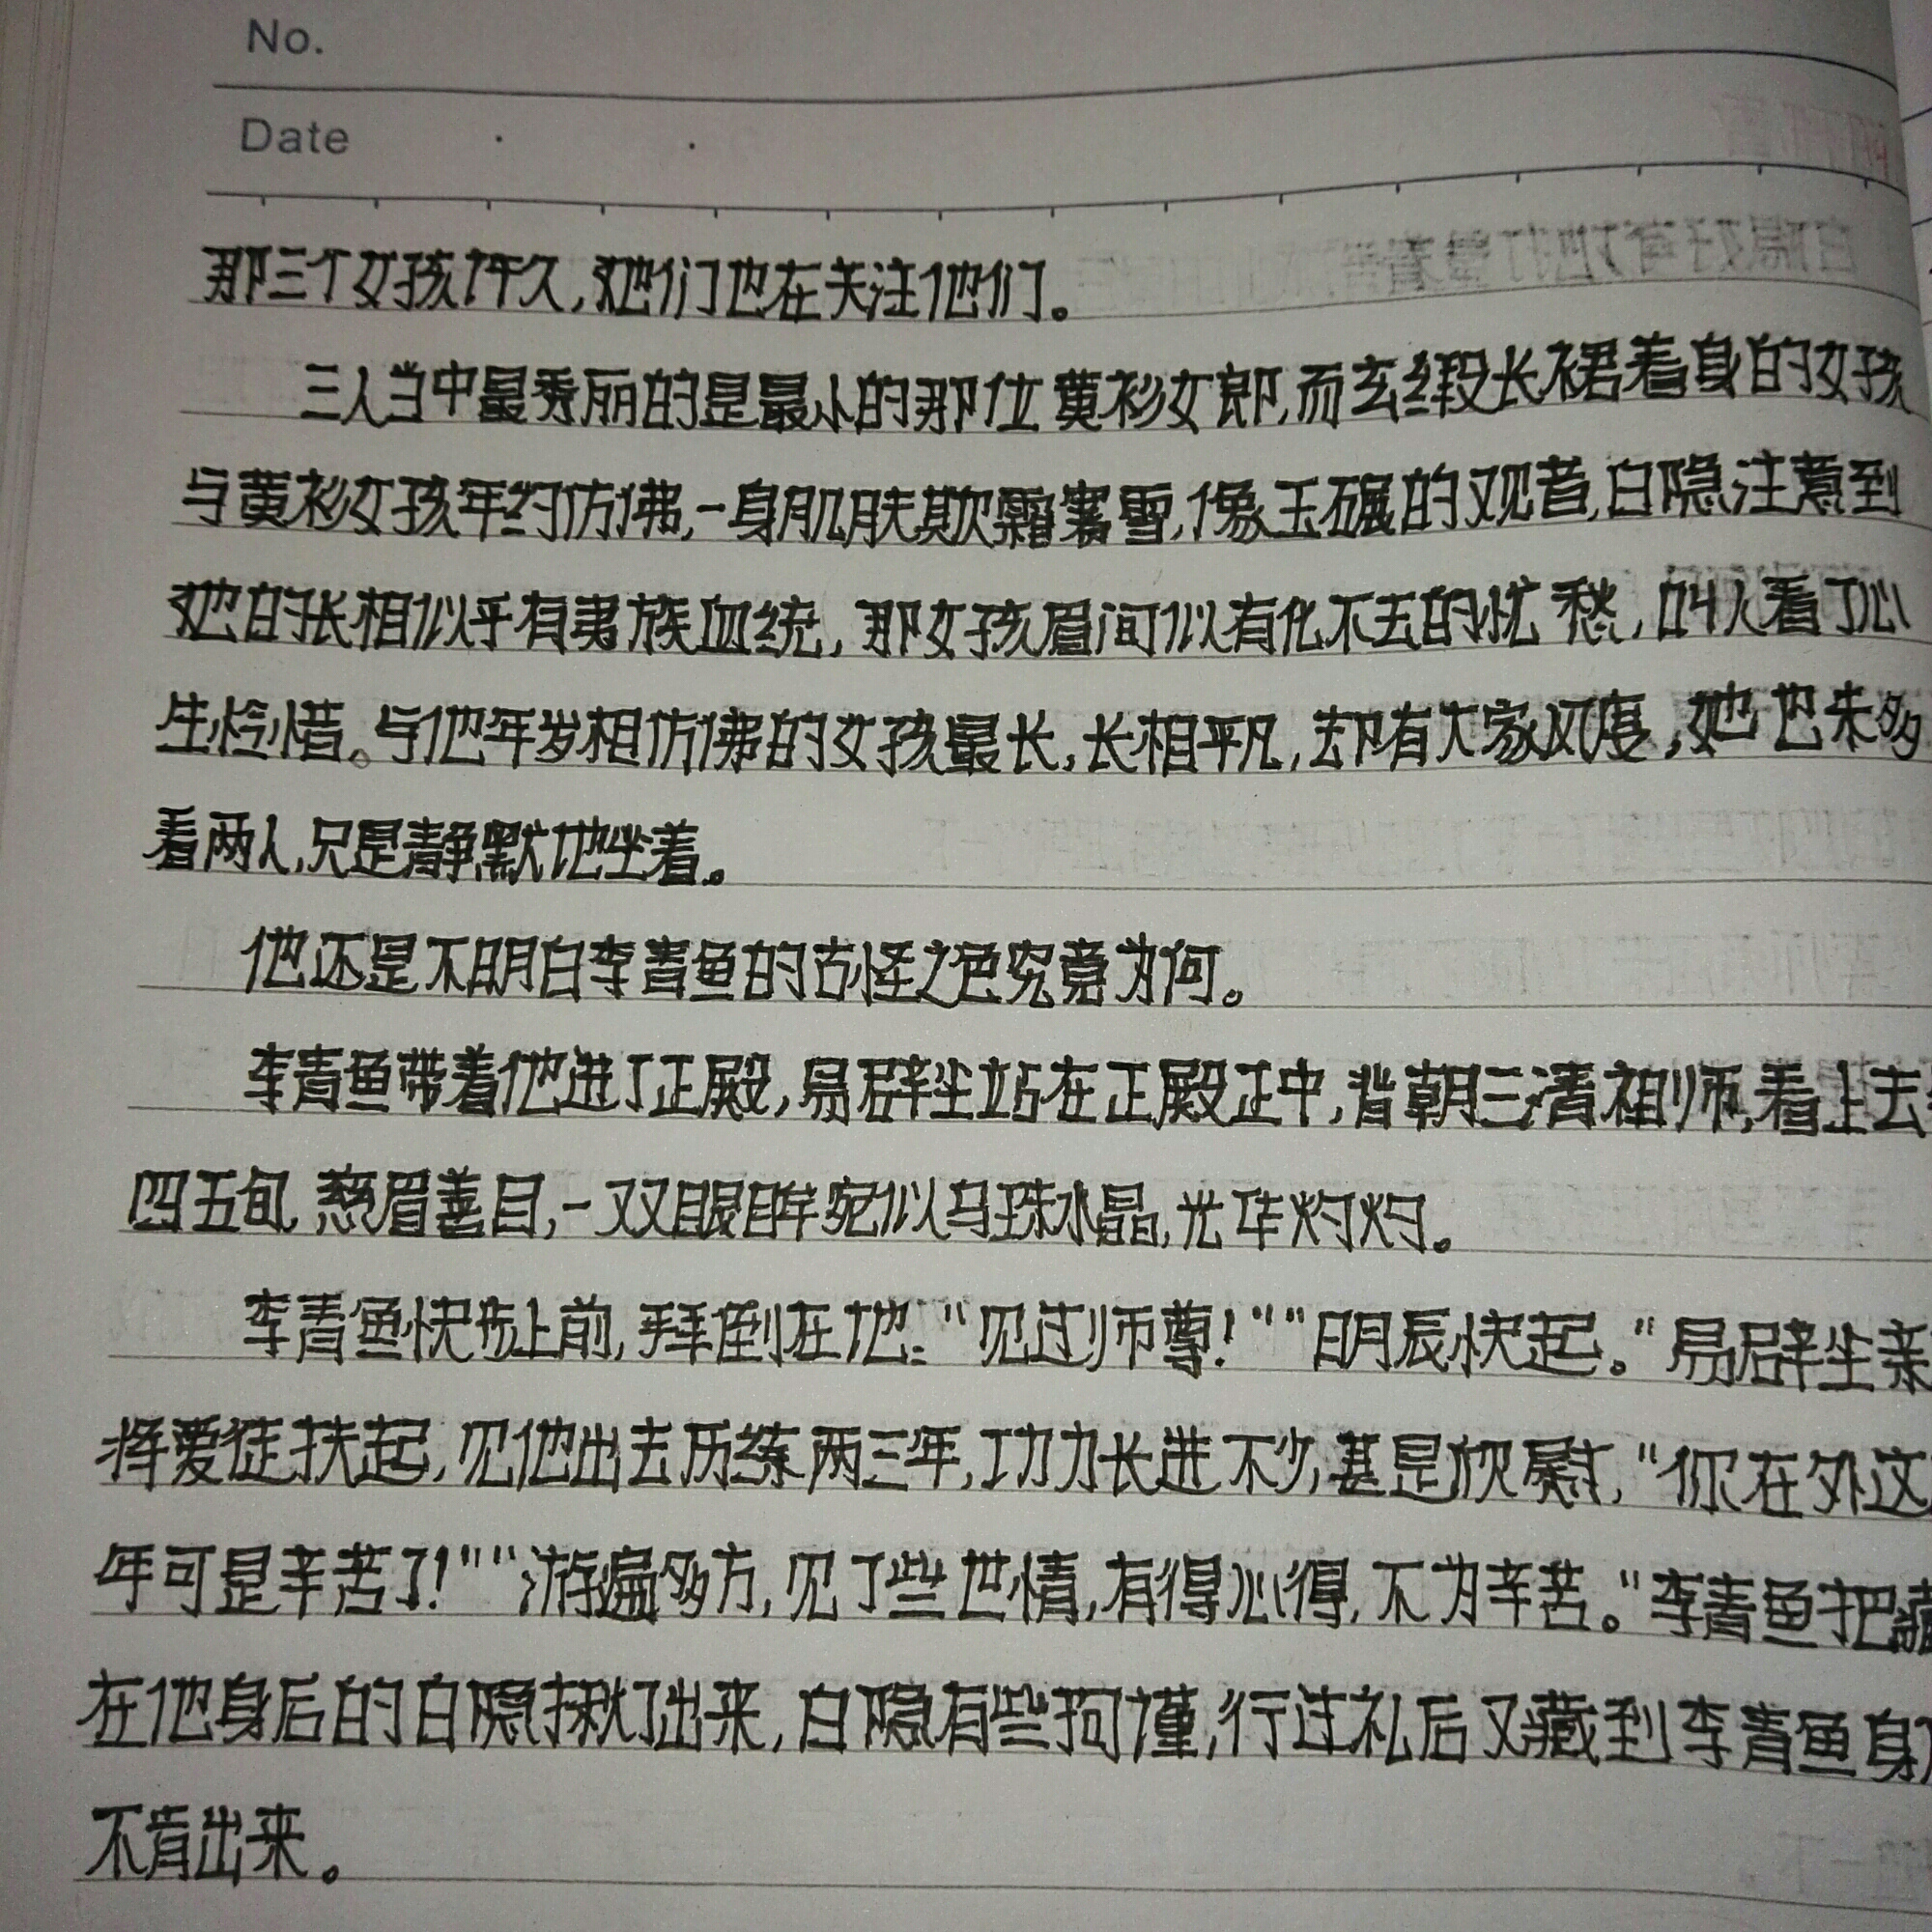 No.
Date
那三个女孩许久,她们也在关注他们。
三人当中最秀丽的是最小的那位黄衫女郎,而玄缎长裙着身的女孩
与黄衫女孩年约仿佛,一身肌肤欺霜赛雪,像玉碾的观音,白隐注意到
她的长相似乎有夷族血统,那女孩眉间似有化不去的忧愁,叫人看了心
生怜惜。与他年岁相仿佛的女孩最长,长相平凡,却有大家风度,她也未多
看两人,只是静默地坐着。
他还是不明白李青鱼的古怪之色究竟为何。
李青鱼带着他进了正殿,易辟尘站在正殿正中,背朝三清祖师,看上去
四五旬,慈眉善目,一双眼眸宛似乌珠水晶,光华灼灼。
李青鱼快步上前,拜倒在地:“见过师尊!”“明辰快起。”易辟尘亲
将爱徒扶起,见他出去历练两三年,功力长进不少,甚是欣慰,“你在外这
年可是辛苦了!”“游遍多方,见了些世情,有得心得,不为辛苦。”李青鱼把藏
在他身后的白隐揪了出来,白隐有些拘谨,行过礼后又藏到李青鱼身
不肯出来。